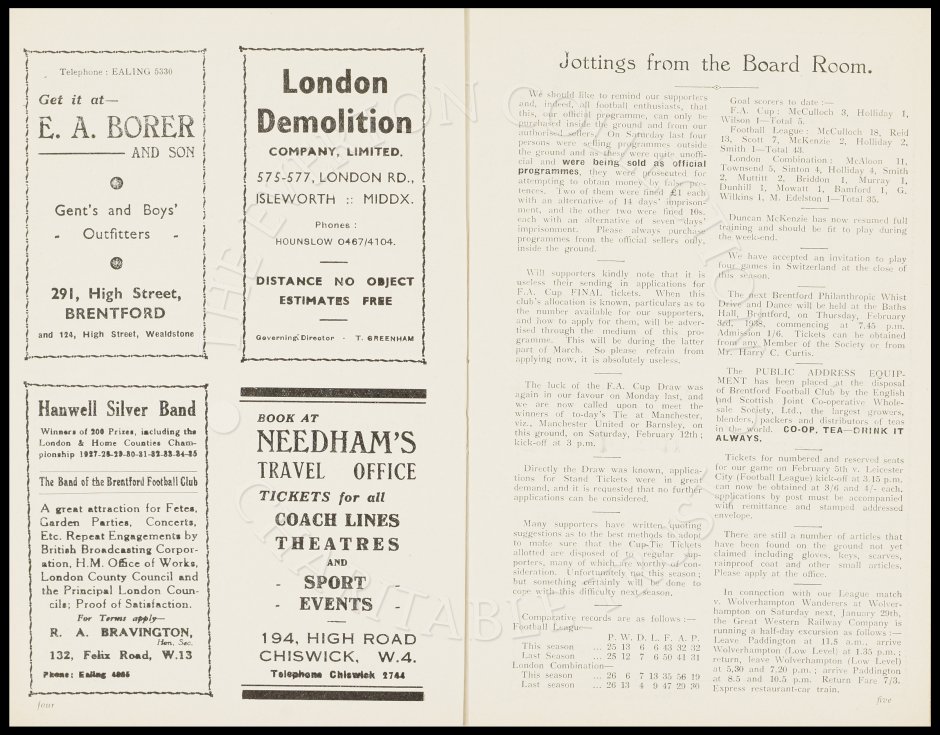 Telephone : EALING 5330
Get it at—
E. A. BORER
AND SON
Gent's and Boys'
- Outfitters -
291, High Street,
BRENTFORD
and 124, High Street, Wealdstone
London
Demolition
COMPANY, LIMITED.
575-577, LONDON RD.,
ISLEWORTH :: MIDDX.
Phones :
HOUNSLOW 0467/4104.
DISTANCE NO OBJECT
ESTIMATES FREE
Governing Director - T. GREENHAM
Hanwell Silver Band
Winners of 200 Prizes, including the
London & Home Counties Cham-
pionship 1927-28-29-30-31-32-33-34-35
The Band of the Brentford Football Club
A great attraction for Fetes,
Garden Parties, Concerts,
Etc. Repeat Engagements by
British Broadcasting Corpor-
ation, H.M. Office of Works,
London County Council and
the Principal London Coun-
cils; Proof of Satisfaction.
For Terms apply—
R. A. BRAVINGTON,
Hon. Sec.
132, Felix Road, W.13
Phone: Ealing 4865
BOOK AT
NEEDHAM'S
TRAVEL OFFICE
TICKETS for all
COACH LINES
THEATRES
AND
- SPORT -
- EVENTS -
194, HIGH ROAD
CHISWICK, W.4.
Telephone Chiswick 2744
four
Jottings from the Board Room.
We should like to remind our supporters
and, indeed, all football enthusiasts, that
this, our official programme, can only be
purchased inside the ground and from our
authorised sellers. On Saturday last four
persons were selling programmes outside
the ground and as they were quite unoffi-
cial and were being sold as official
programmes, they were prosecuted for
attempting to obtain money by false pre-
tences. Two of them were fined £1 each
with an alternative of 14 days' imprison-
ment, and the other two were fined 10s.
each with an alternative of seven days'
imprisonment. Please always purchase
programmes from the official sellers only,
inside the ground.
Will supporters kindly note that it is
useless their sending in applications for
F.A. Cup FINAL tickets. When this
club's allocation is known, particulars as to
the number available for our supporters,
and how to apply for them, will be adver-
tised through the medium of this pro-
gramme. This will be during the latter
part of March. So please refrain from
applying now, it is absolutely useless.
The luck of the F.A. Cup Draw was
again in our favour on Monday last, and
we are now called upon to meet the
winners of to-day's Tie at Manchester,
viz., Manchester United or Barnsley, on
this ground, on Saturday, February 12th;
kick-off at 3 p.m.
Directly the Draw was known, applica-
tions for Stand Tickets were in great
demand, and it is requested that no further
applications can be considered.
Many supporters have written quoting
suggestions as to the best methods to adopt
to make sure that the Cup-Tie Tickets
allotted are disposed of to regular sup-
porters, many of which are worthy of con-
sideration. Unfortunately not this season;
but something certainly will be done to
cope with this difficulty next season.
Comparative records are as follows :—
Football League—
P. W. D. L. F. A. P.
This season ... 25 13 6 6 43 32 32
Last Season ... 25 12 7 6 50 41 31
London Combination—
This season ... 26 6 7 13 35 56 19
Last season ... 26 13 4 9 47 29 30
Goal scorers to date :—
F.A. Cup : McCulloch 3, Holliday 1,
Wilson 1—Total 5.
Football League : McCulloch 18, Reid
13, Scott 7, McKenzie 2, Holliday 2,
Smith 1—Total 43.
London Combination : McAloon 11,
Townsend 5, Sinton 4, Holliday 4, Smith
2, Muttitt 2, Briddon 1, Murray 1,
Dunhill 1, Mowatt 1, Bamford 1, G.
Wilkins 1, M. Edelston 1—Total 35.
Duncan McKenzie has now resumed full
training and should be fit to play during
the week-end.
We have accepted an invitation to play
four games in Switzerland at the close of
this season.
The next Brentford Philanthropic Whist
Drive and Dance will be held at the Baths
Hall, Brentford, on Thursday, February
3rd, 1938, commencing at 7.45 p.m.
Admission 1/6. Tickets can be obtained
from any Member of the Society or from
Mr. Harry C. Curtis.
The PUBLIC ADDRESS EQUIP-
MENT has been placed at the disposal
of Brentford Football Club by the English
and Scottish Joint Co-operative Whole-
sale Society, Ltd., the largest growers,
blenders, packers and distributors of teas
in the world. CO-OP. TEA—DRINK IT
ALWAYS.
Tickets for numbered and reserved seats
for our game on February 5th v. Leicester
City (Football League) kick-off at 3.15 p.m.
can now be obtained at 3/6 and 4/- each,
applications by post must be accompanied
with remittance and stamped addressed
envelope.
There are still a number of articles that
have been found on the ground not yet
claimed including gloves, keys, scarves,
rainproof coat and other small articles.
Please apply at the office.
In connection with our League match
v. Wolverhampton Wanderers at Wolver-
hampton on Saturday next, January 29th,
the Great Western Railway Company is
running a half-day excursion as follows :—
Leave Paddington at 11.5 a.m., arrive
Wolverhampton (Low Level) at 1.35 p.m.;
return, leave Wolverhampton (Low Level)
at 5.30 and 7.20 p.m.; arrive Paddington
at 8.5 and 10.5 p.m. Return Fare 7/3.
Express restaurant-car train.
five